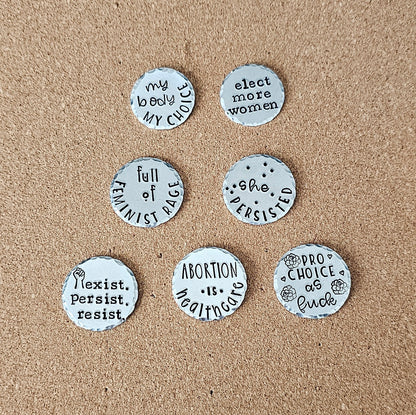 my
body
MY CHOICE
elect
more
women
full
of
FEMINIST RAGE
she
PERSISTED
exist.
persist.
resist.
ABORTION
IS
healthcare
PRO
CHOICE
as
fuck